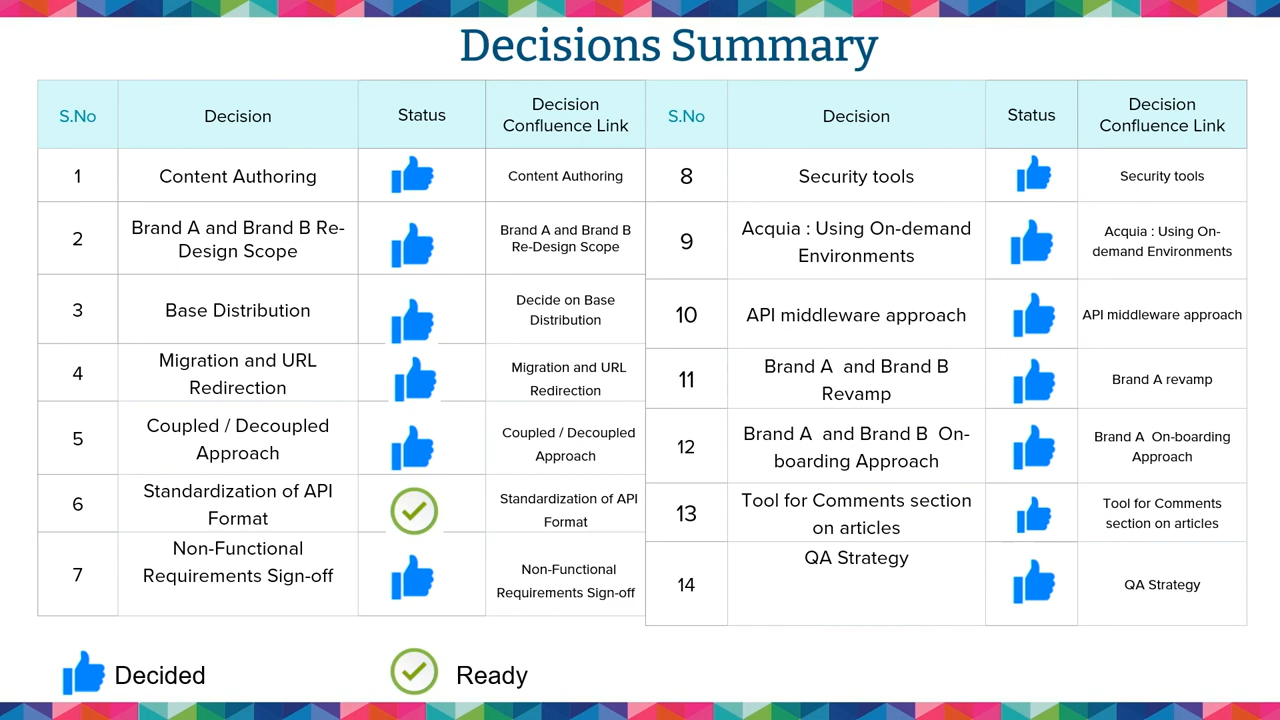 Decisions Summary
S.No
Decision
Status
Decision
Confluence Link
1
Content Authoring
Content Authoring
2
Brand A and Brand B Re-
Design Scope
Brand A and Brand B
Re-Design Scope
3
Base Distribution
Decide on Base
Distribution
4
Migration and URL
Redirection
Migration and URL
Redirection
5
Coupled / Decoupled
Approach
Coupled / Decoupled
Approach
6
Standardization of API
Format
Standardization of API
Format
7
Non-Functional
Requirements Sign-off
Non-Functional
Requirements Sign-off
S.No
Decision
Status
Decision
Confluence Link
8
Security tools
Security tools
9
Acquia : Using On-demand
Environments
Acquia : Using On-
demand Environments
10
API middleware approach
API middleware approach
11
Brand A  and Brand B
Revamp
Brand A revamp
12
Brand A  and Brand B  On-
boarding Approach
Brand A  On-boarding
Approach
13
Tool for Comments section
on articles
Tool for Comments
section on articles
14
QA Strategy
QA Strategy
Decided
Ready